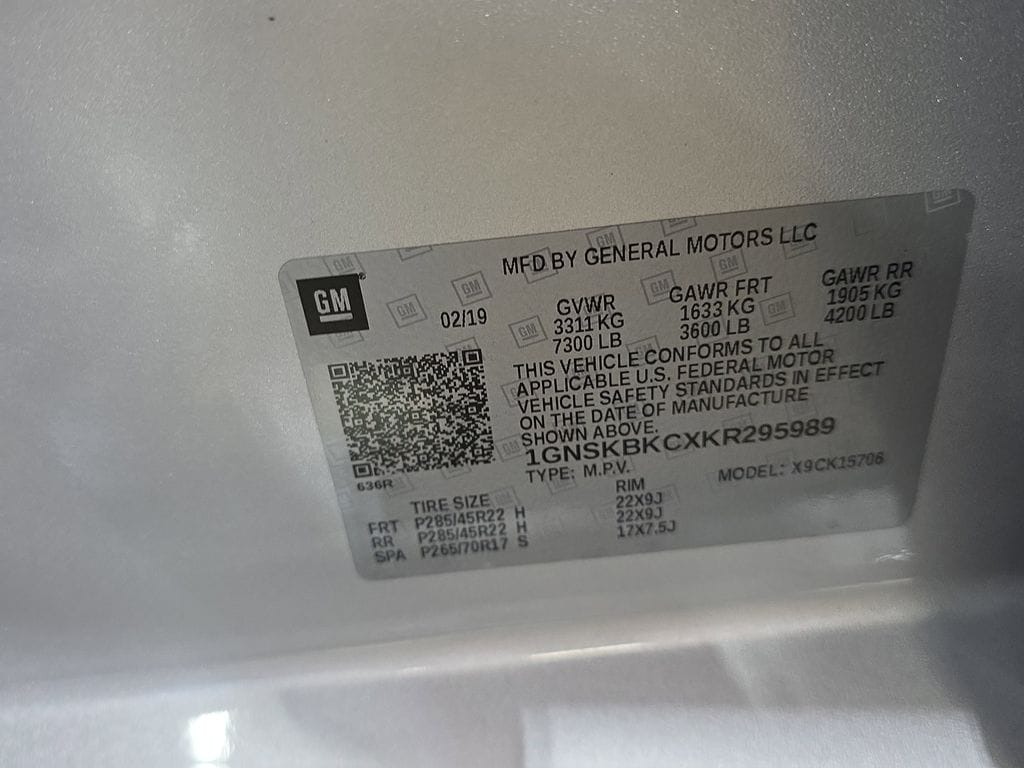 MFD BY GENERAL MOTORS LLC
GM
02/19
GVWR
3311 KG
7300 LB
GAWR FRT
1633 KG
3600 LB
GAWR RR
1905 KG
4200 LB
THIS VEHICLE CONFORMS TO ALL
APPLICABLE U.S. FEDERAL MOTOR
VEHICLE SAFETY STANDARDS IN EFFECT
ON THE DATE OF MANUFACTURE
SHOWN ABOVE.
1GNSKBKCXKR295989
TYPE: M.P.V.
MODEL: X9CK15706
636R
TIRE SIZE RIM
FRT P285/45R22 H 22X9J
RR P285/45R22 H 22X9J
SPA P265/70R17 S 17X7.5J